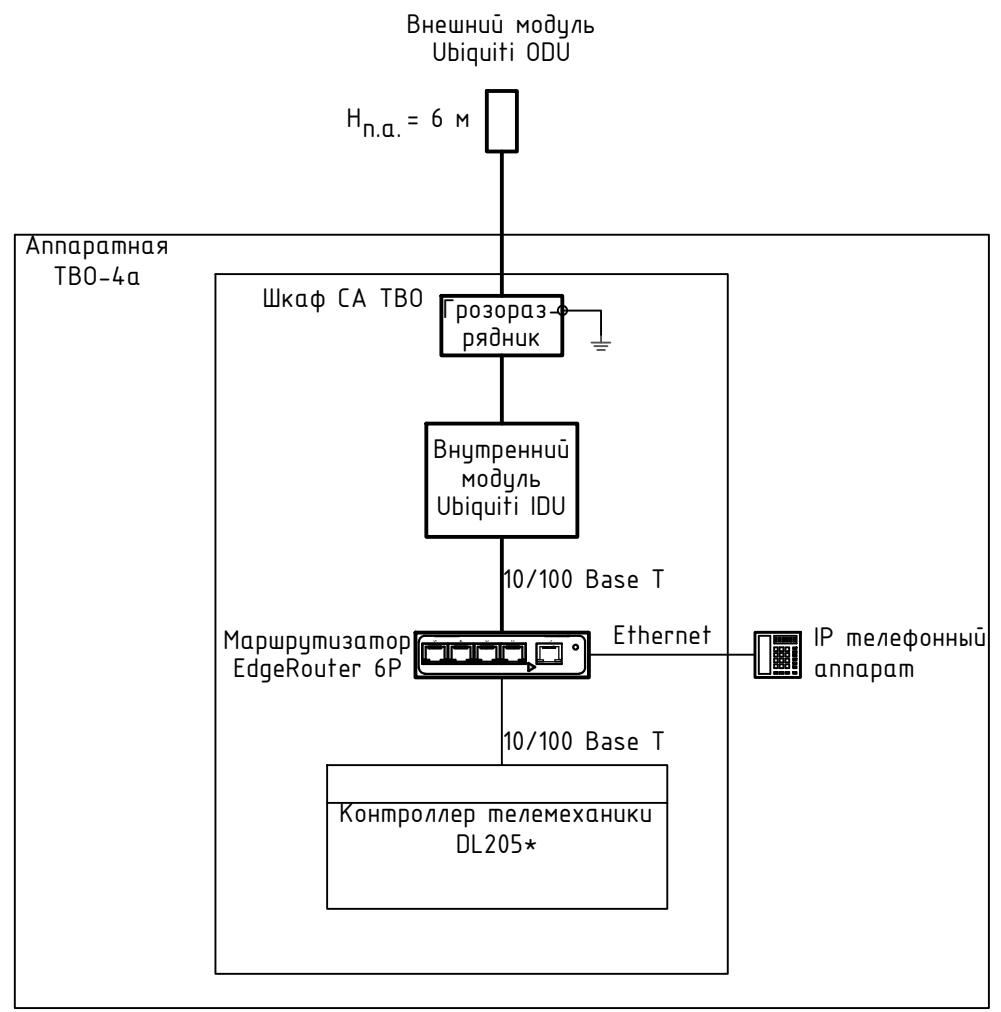 Внешний модуль
Ubiquiti ODU
Hп.а. = 6 м
Аппаратная
ТВО-4а
Шкаф СА ТВО
Грозораз-
рядник
Внутренний
модуль
Ubiquiti IDU
10/100 Base T
Маршрутизатор
EdgeRouter 6P
Ethernet
IP телефонный
аппарат
10/100 Base T
Контроллер телемеханики
DL205*